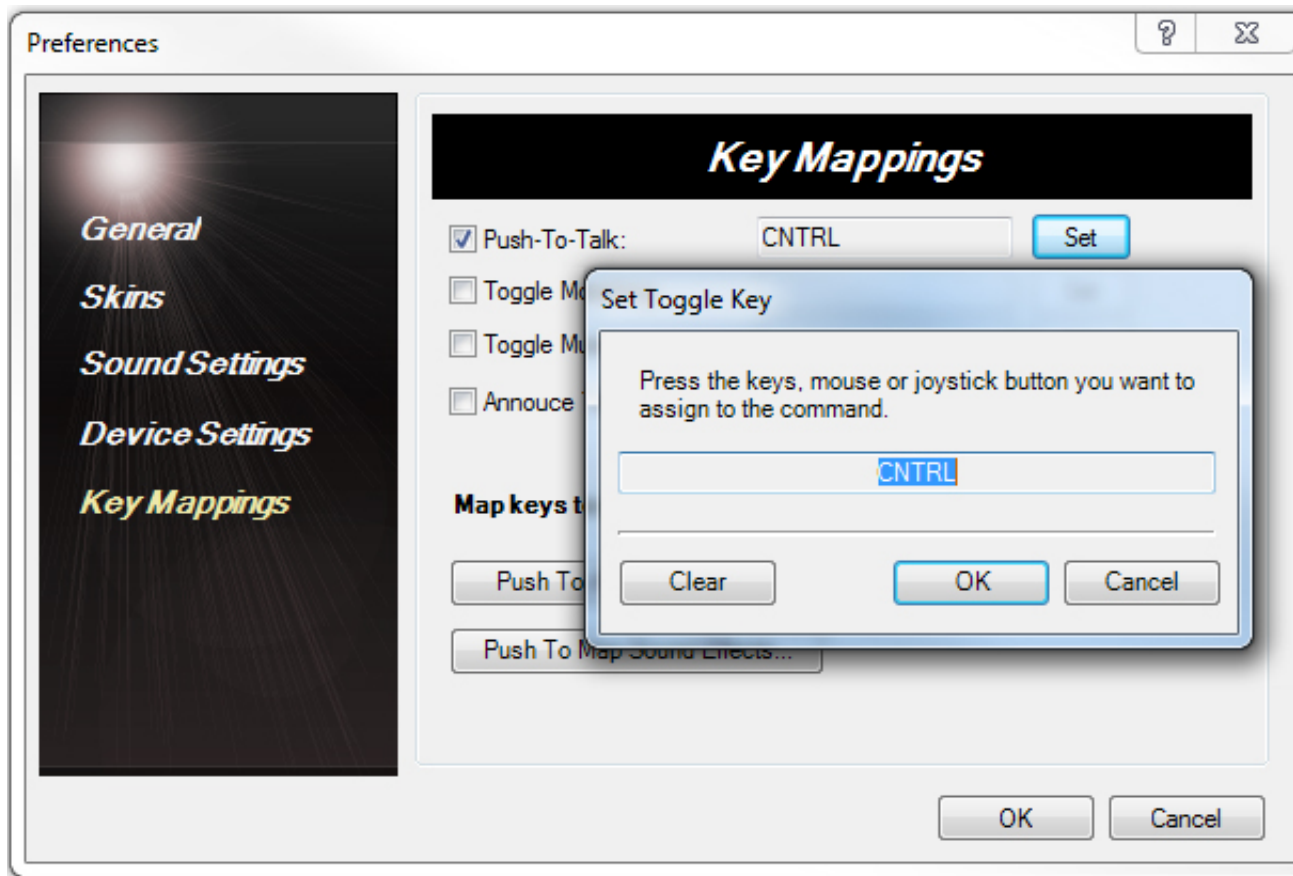 Preferences
General
Skins
Sound Settings
Device Settings
Key Mappings
Key Mappings
Push-To-Talk: CNTRL Set
Toggle
Toggle
Annouce
Map keys
Push To
Push To Map Sound Effects...
Set Toggle Key
Press the keys, mouse or joystick button you want to
assign to the command.
CNTRL
Clear OK Cancel
OK Cancel